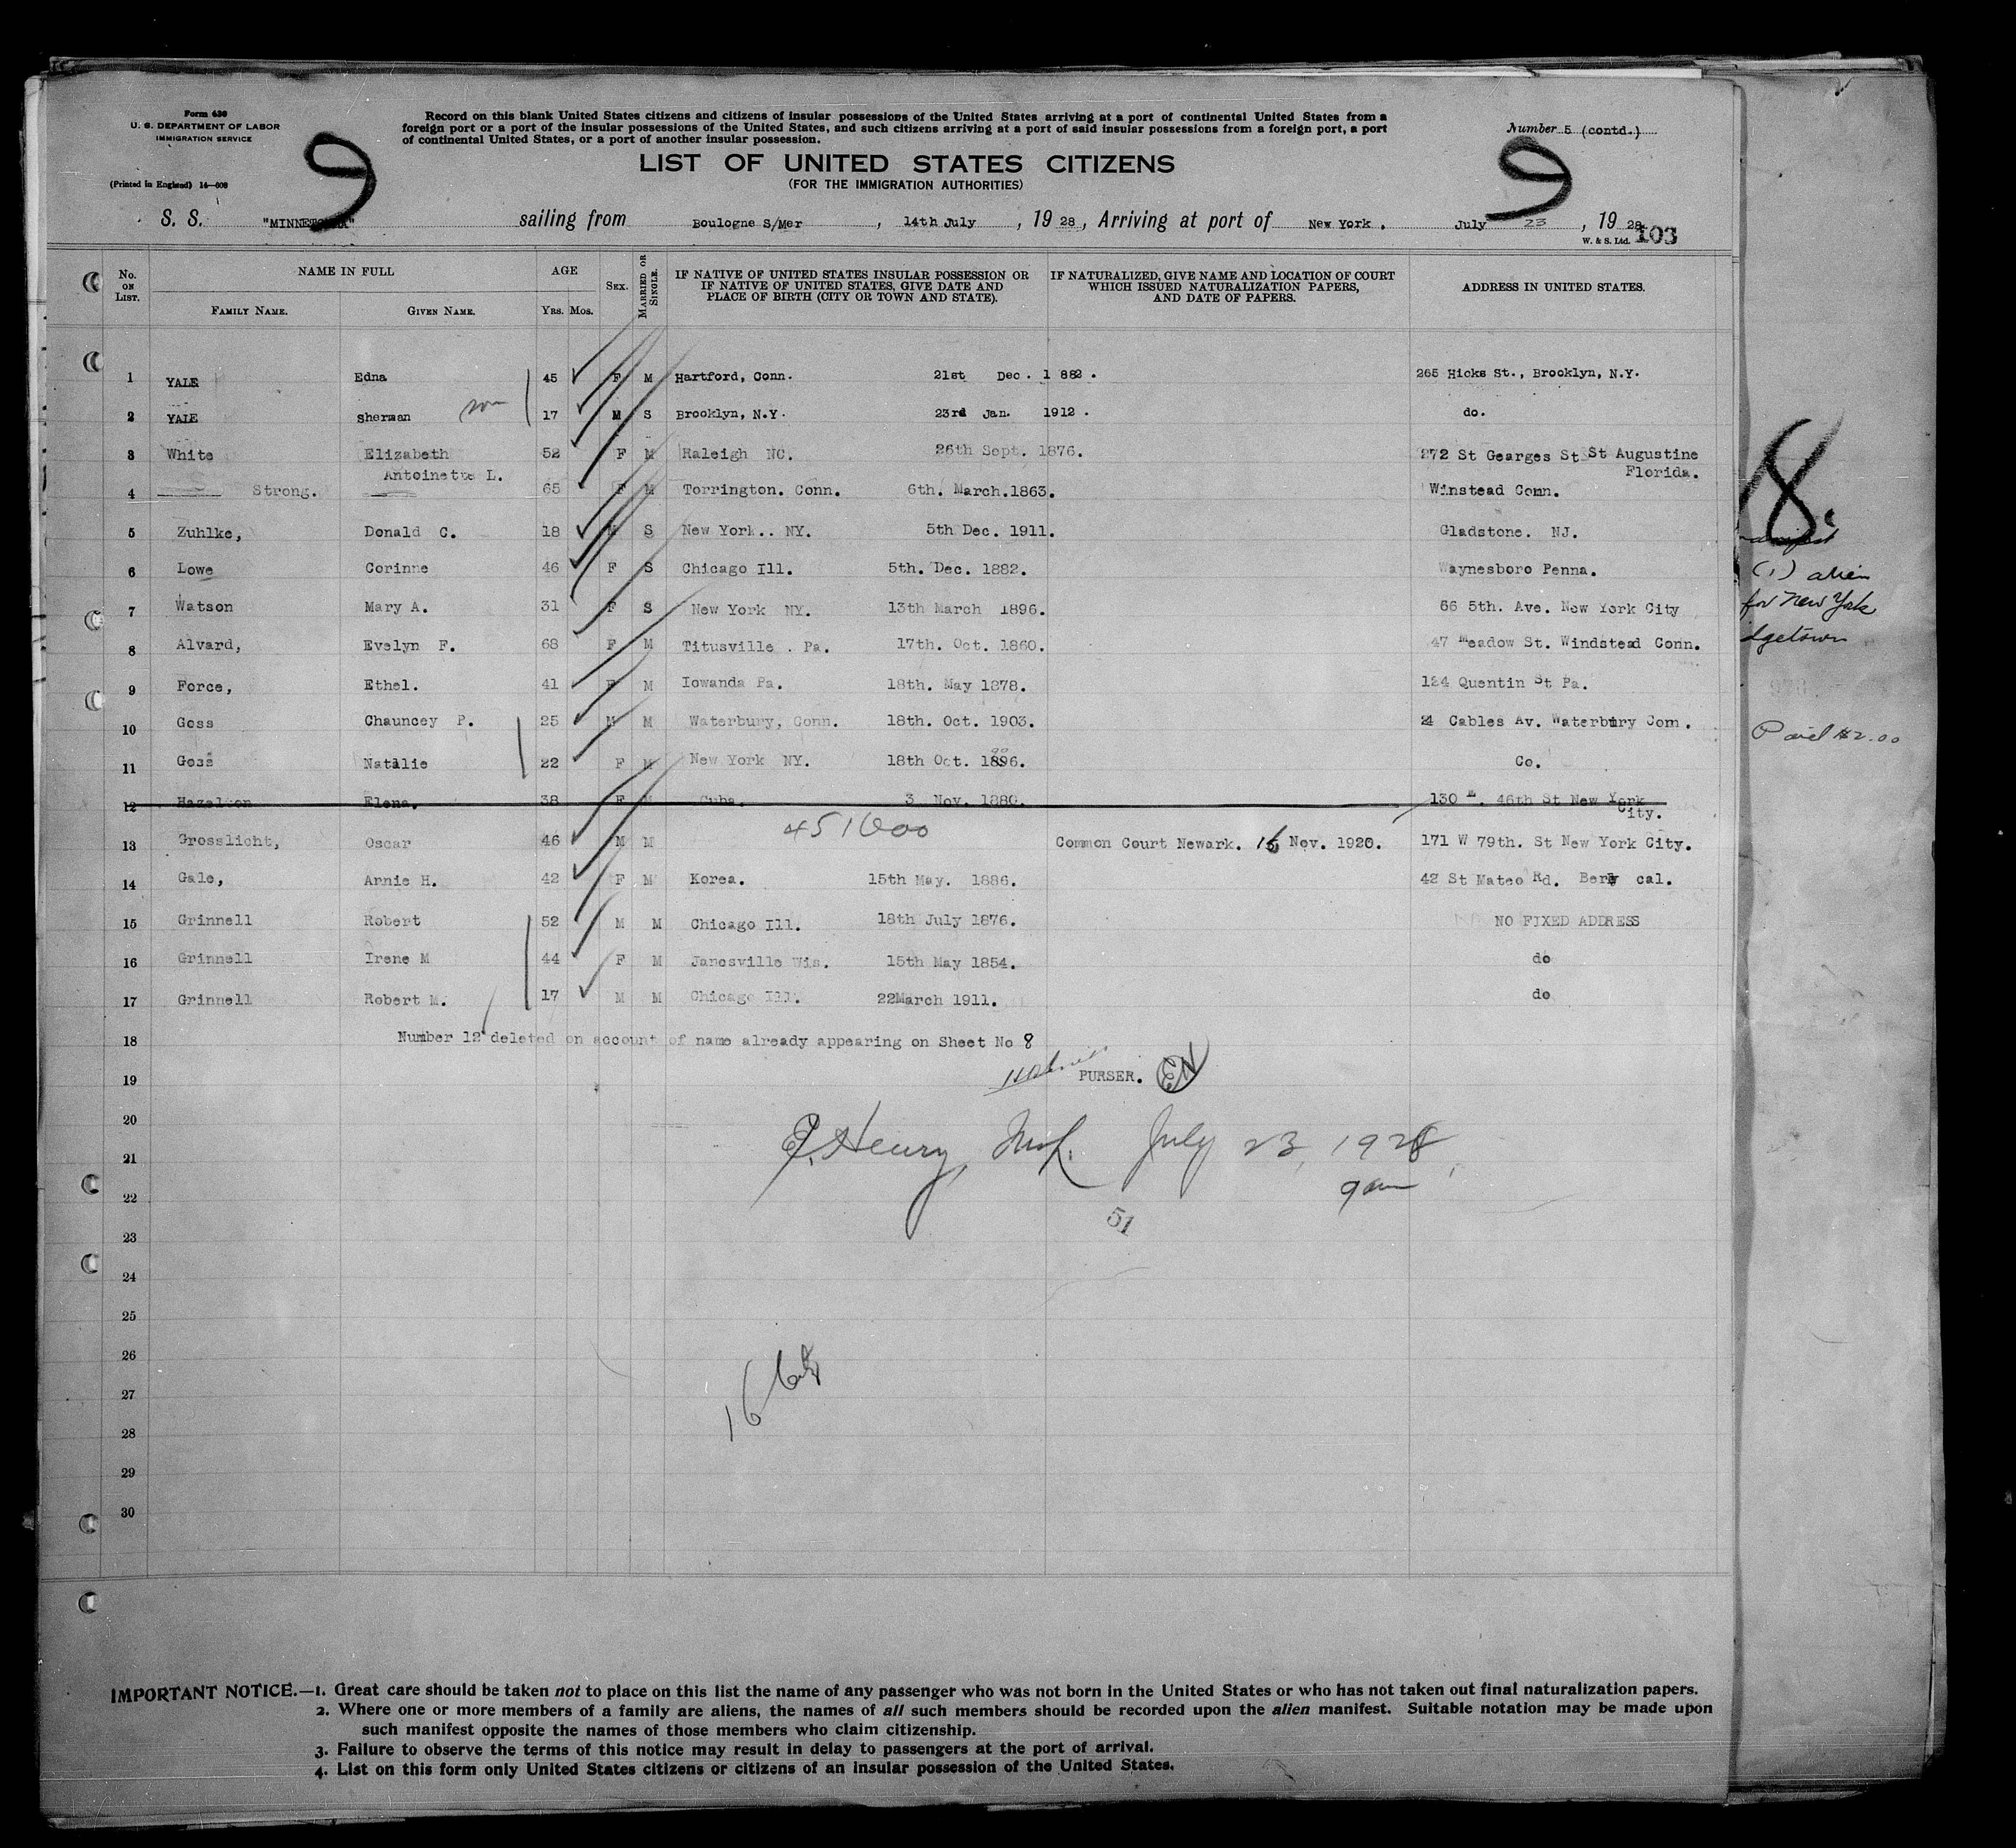 Form 630
U. S. DEPARTMENT OF LABOR
IMMIGRATION SERVICE
(Printed in England) 14—608
9
Record on this blank United States citizens and citizens of insular possessions of the United States arriving at a port of continental United States from a
foreign port or a port of the insular possessions of the United States, and such citizens arriving at a port of said insular possessions from a foreign port, a port
of continental United States, or a port of another insular possession.
Number 5 (contd.)
9
LIST OF UNITED STATES CITIZENS
(FOR THE IMMIGRATION AUTHORITIES)
S. S. sailing from Boulogne S/Mer, 14th July, 1928, Arriving at port of New York. July 23, 1928
W. & S. Ltd. 103
No. ON LIST. NAME IN FULL AGE SEX. MARRIED OR SINGLE. IF NATIVE OF UNITED STATES INSULAR POSSESSION OR IF NATIVE OF UNITED STATES, GIVE DATE AND PLACE OF BIRTH (CITY OR TOWN AND STATE). IF NATURALIZED, GIVE NAME AND LOCATION OF COURT WHICH ISSUED NATURALIZATION PAPERS, AND DATE OF PAPERS. ADDRESS IN UNITED STATES.
FAMILY NAME. GIVEN NAME. YRS. MOS.
1 YALE Edna 45 F M Hartford, Conn. 21st Dec. 1882. 265 Hicks St., Brooklyn, N.Y.
2 YALE Sherman son 17 M S Brooklyn, N.Y. 23rd Jan. 1912. do.
3 White Elizabeth 52 F M Raleigh NC. 26th Sept. 1876. 272 St Gearges St St Augustine
Florida.
Antoinette L.
4 Strong. 65 F M Torrington. Conn. 6th. March.1863. Winstead Conn.
5 Zuhlke, Donald C. 18 M S New York.. NY. 5th Dec. 1911. Gladstone. NJ.
6 Lowe Corinne 46 F S Chicago Ill. 5th. Dec. 1882. Waynesboro Penna.
7 Watson Mary A. 31 F S New York NY. 13th March 1896. 66 5th. Ave. New York City
8 Alvard, Evelyn F. 68 F M Titusville . Pa. 17th. Oct. 1860. 47 Meadow St. Windstead Conn.
9 Force, Ethel. 41 F M Iowanda Pa. 18th. May 1878. 124 Quentin St Pa.
10 Goss Chauncey P. 25 M M Waterbury, Conn. 18th. Oct. 1903. 24 Cables Av. Waterbury Conn.
11 Goss Natalie 22 F M New York NY. 18th Oct. 1896. Co.
12 Elena. 38 F Cuba. 3 Nov. 1880. 130 46th St New York
City.
451600
13 Grosslicht, Oscar 46 M M Common Court Newark. 16 Nov. 1920. 171 W 79th. St New York City.
14 Gale, Annie H. 42 F M Korea. 15th May. 1886. 42 St Mateo Rd. cal.
15 Grinnell Robert 52 M M Chicago Ill. 18th July 1876. NO FIXED ADDRESS
16 Grinnell Irene M 44 F M Janesville Wis. 15th May 1854. do
17 Grinnell Robert M. 17 M M Chicago Ill. 22March 1911. do
18 Number 12 deleted on account of name already appearing on Sheet No 8
19 PURSER.
20
21 Henry, July 23, 1928,
22 9am
51
23
24
25
26
16
27
28
29
30
IMPORTANT NOTICE.—1. Great care should be taken not to place on this list the name of any passenger who was not born in the United States or who has not taken out final naturalization papers.
2. Where one or more members of a family are aliens, the names of all such members should be recorded upon the alien manifest. Suitable notation may be made upon
such manifest opposite the names of those members who claim citizenship.
3. Failure to observe the terms of this notice may result in delay to passengers at the port of arrival.
4. List on this form only United States citizens or citizens of an insular possession of the United States.
8
(1) alien
for New York
dgetown
Paid $2.00